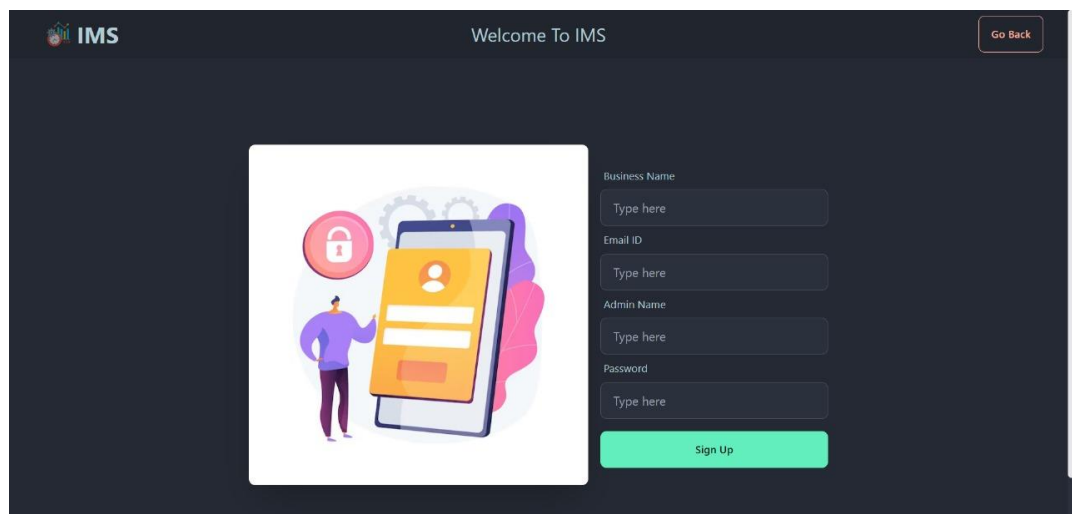 IMS
Welcome To IMS
Go Back
Business Name
Type here
Email ID
Type here
Admin Name
Type here
Password
Type here
Sign Up